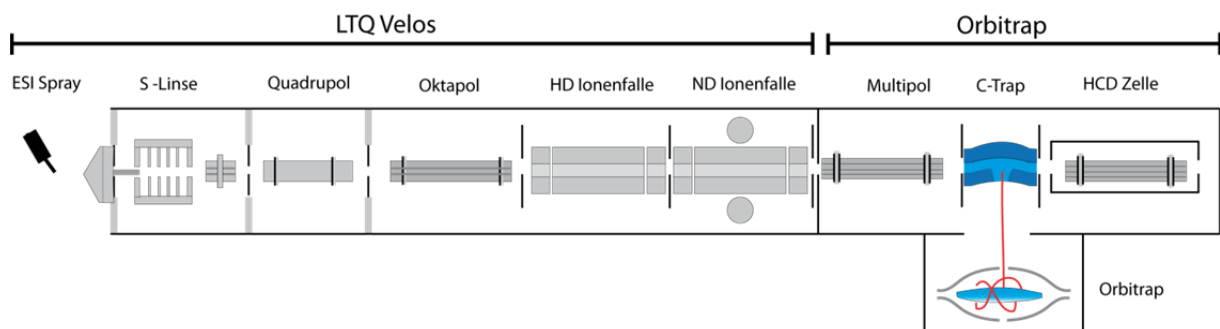 LTQ Velos
Orbitrap
ESI Spray
S -Linse
Quadrupol
Oktapol
HD Ionenfalle
ND Ionenfalle
Multipol
C-Trap
HCD Zelle
Orbitrap